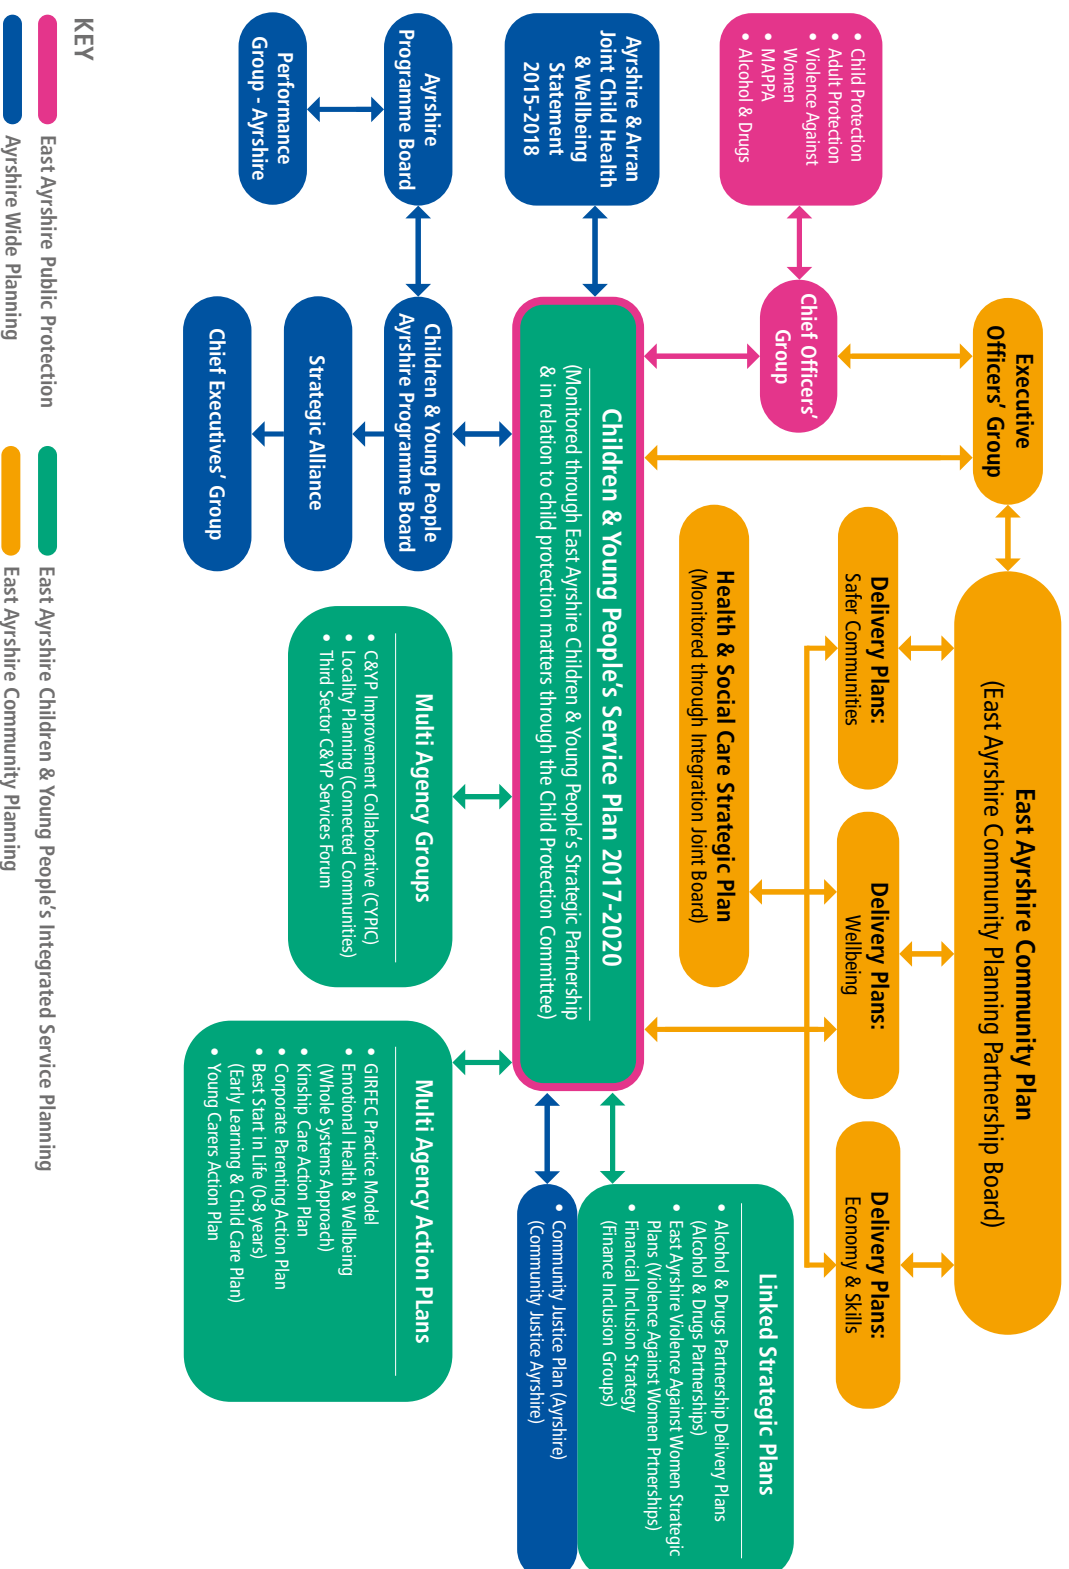 East Ayrshire Community Plan
(East Ayrshire Community Planning Partnership Board)
Executive
Officers' Group
Delivery Plans:
Safer Communities
Delivery Plans:
Wellbeing
Delivery Plans:
Economy & Skills
• Child Protection
• Adult Protection
• Violence Against
Women
• MAPPA
• Alcohol & Drugs
Chief Officers'
Group
Health & Social Care Strategic Plan
(Monitored through Integration Joint Board)
Linked Strategic Plans
• Alcohol & Drugs Partnership Delivery Plans
(Alcohol & Drugs Partnerships)
• East Ayrshire Violence Against Women Strategic
Plans (Violence Against Women Prtnerships)
• Financial Inclusion Strategy
(Finance Inclusion Groups)
• Community Justice Plan (Ayrshire)
(Community Justice Ayrshire)
Ayrshire & Arran
Joint Child Health
& Wellbeing
Statement
2015-2018
Children & Young People's Service Plan 2017-2020
(Monitored through East Ayrshire Children & Young People's Strategic Partnership
& in relation to child protection matters through the Child Protection Committee)
Ayrshire
Programme Board
Children & Young People
Ayrshire Programme Board
Multi Agency Groups
• C&YP Improvement Collaborative (CYPIC)
• Locality Planning (Connected Communities)
• Third Sector C&YP Services Forum
Multi Agency Action Plans
• GIRFEC Practice Model
• Emotional Health & Wellbeing
(Whole Systems Approach)
• Kinship Care Action Plan
• Corporate Parenting Action Plan
• Best Start in Life (0-8 years)
(Early Learning & Child Care Plan)
• Young Carers Action Plan
Performance
Group - Ayrshire
Strategic Alliance
Chief Executives' Group
KEY
East Ayrshire Public Protection
East Ayrshire Children & Young People's Integrated Service Planning
Ayrshire Wide Planning
East Ayrshire Community Planning